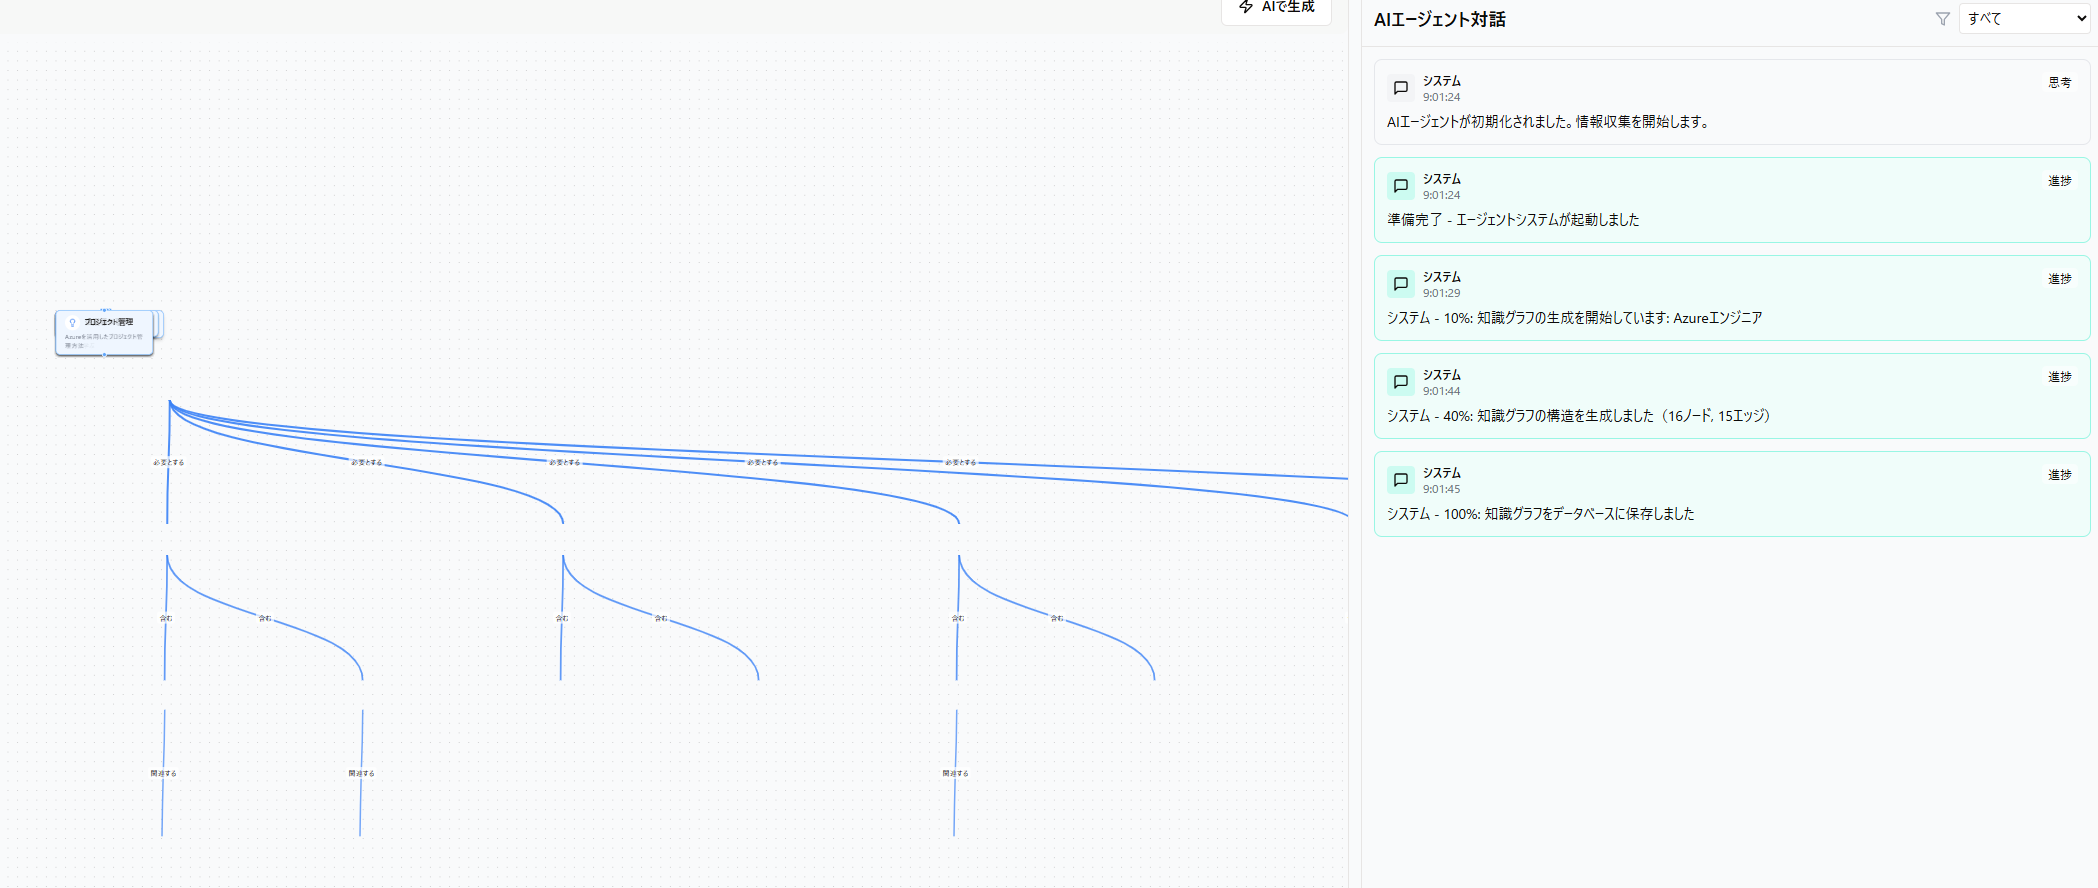 AIで生成
プロジェクト管理
Azureを活用したプロジェクト管
理方法
必要とする
必要とする
必要とする
必要とする
必要とする
含む
含む
含む
含む
含む
含む
関連する
関連する
関連する
AIエージェント対話
すべて
システム
9:01:24
思考
AIエージェントが初期化されました。情報収集を開始します。
システム
9:01:24
進捗
準備完了 - エージェントシステムが起動しました
システム
9:01:29
進捗
システム - 10%: 知識グラフの生成を開始しています: Azureエンジニア
システム
9:01:44
進捗
システム - 40%: 知識グラフの構造を生成しました（16ノード, 15エッジ）
システム
9:01:45
進捗
システム - 100%: 知識グラフをデータベースに保存しました